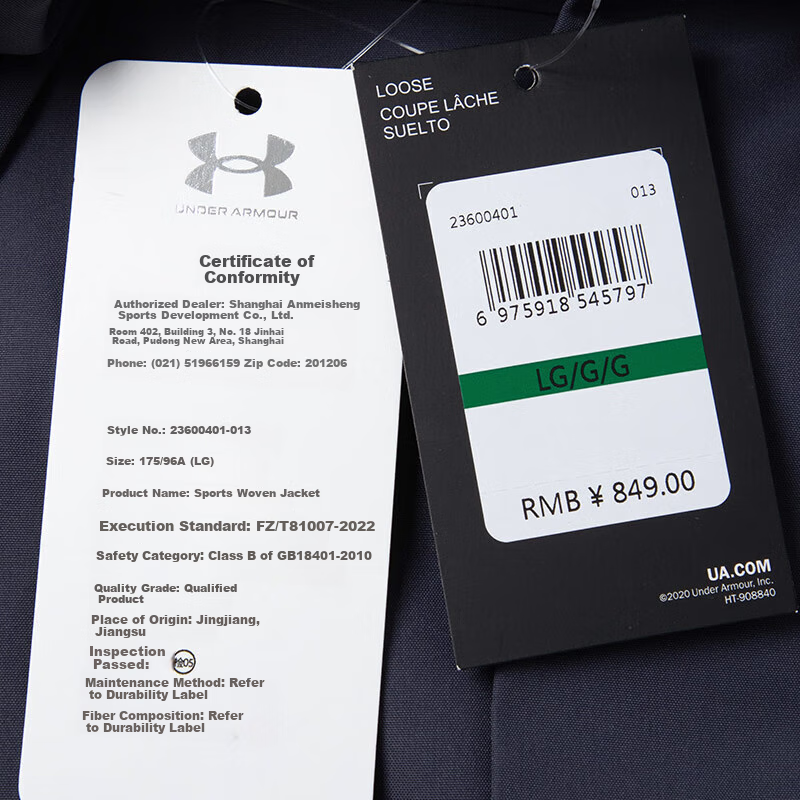 UNDER ARMOUR
Certificate of
Conformity
Authorized Dealer: Shanghai Anmeisheng
Sports Development Co., Ltd.
Room 402, Building 3, No. 18 Jinhai
Road, Pudong New Area, Shanghai
Phone: (021) 51966159 Zip Code: 201206
Style No.: 23600401-013
Size: 175/96A (LG)
Product Name: Sports Woven Jacket
Execution Standard: FZ/T81007-2022
Safety Category: Class B of GB18401-2010
Quality Grade: Qualified
Product
Place of Origin: Jingjiang,
Jiangsu
Inspection
Passed: 检05
Maintenance Method: Refer
to Durability Label
Fiber Composition: Refer
to Durability Label
LOOSE
COUPE LÂCHE
SUELTO
23600401 013
6 975918 545797
LG/G/G
RMB ¥ 849.00
UA.COM
©2020 Under Armour, Inc.
HT-908840